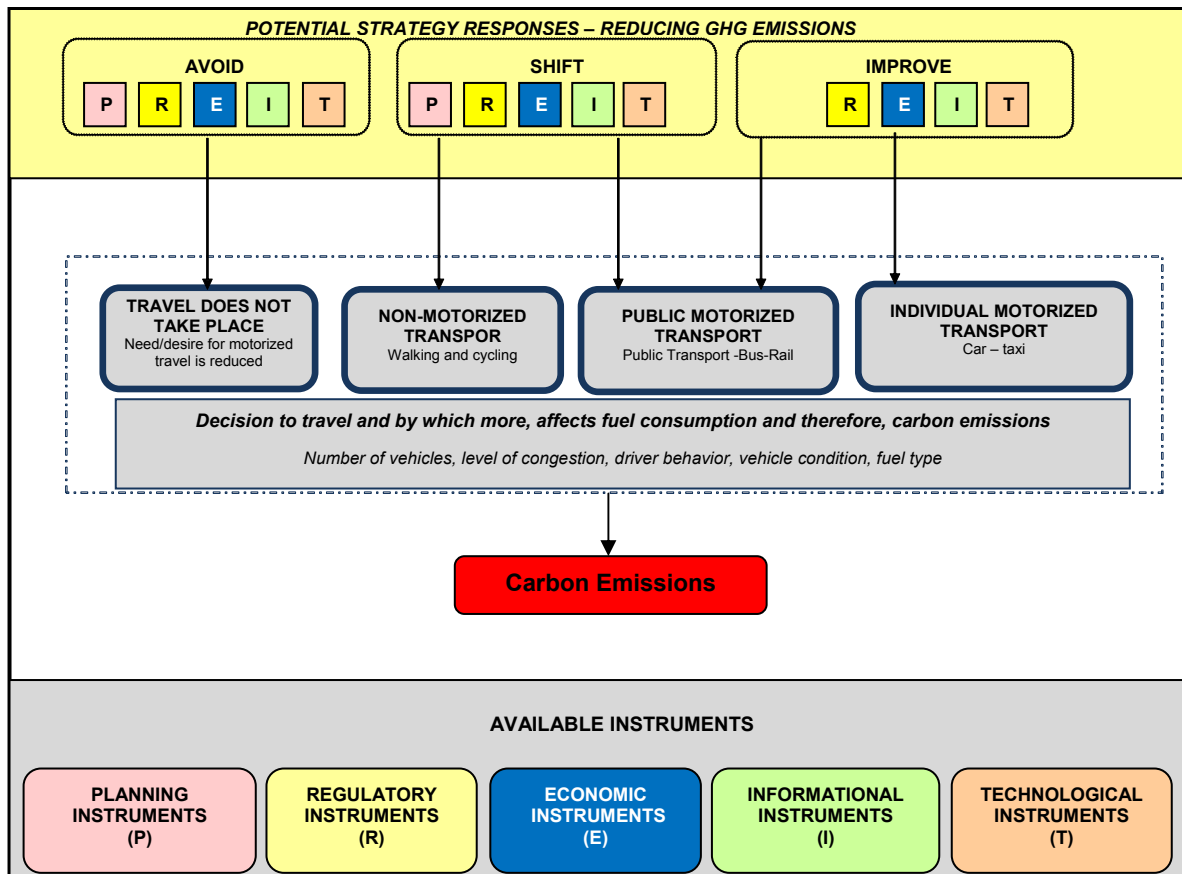 POTENTIAL STRATEGY RESPONSES – REDUCING GHG EMISSIONS
AVOID
P R E I T
SHIFT
P R E I T
IMPROVE
R E I T
TRAVEL DOES NOT
TAKE PLACE
Need/desire for motorized
travel is reduced
NON-MOTORIZED
TRANSPOR
Walking and cycling
PUBLIC MOTORIZED
TRANSPORT
Public Transport -Bus-Rail
INDIVIDUAL MOTORIZED
TRANSPORT
Car – taxi
Decision to travel and by which more, affects fuel consumption and therefore, carbon emissions
Number of vehicles, level of congestion, driver behavior, vehicle condition, fuel type
Carbon Emissions
AVAILABLE INSTRUMENTS
PLANNING
INSTRUMENTS
(P)
REGULATORY
INSTRUMENTS
(R)
ECONOMIC
INSTRUMENTS
(E)
INFORMATIONAL
INSTRUMENTS
(I)
TECHNOLOGICAL
INSTRUMENTS
(T)